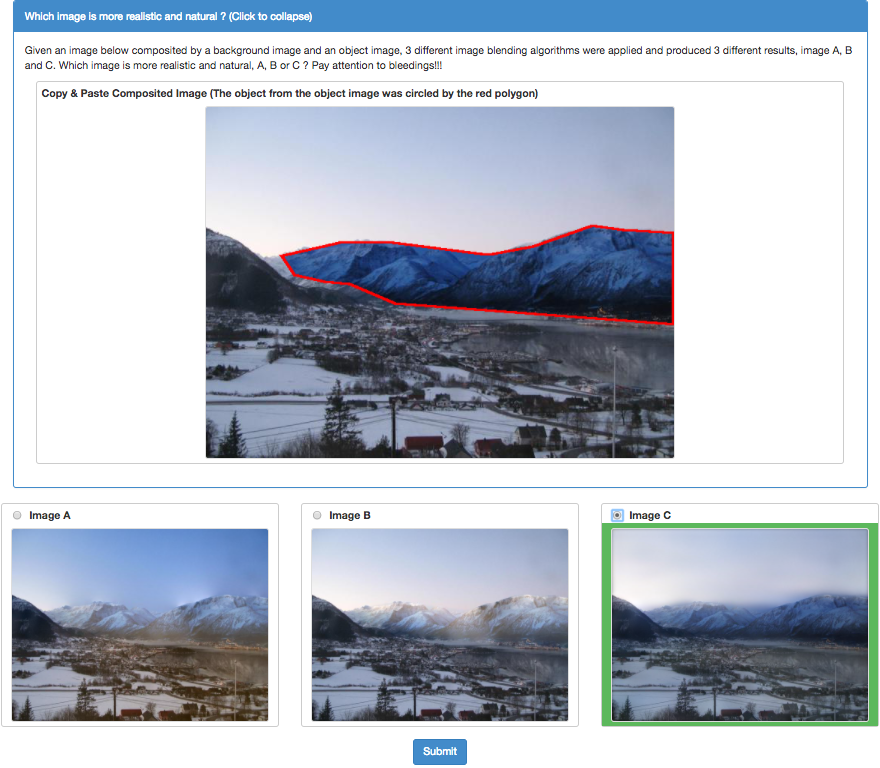 Which image is more realistic and natural ? (Click to collapse)
Given an image below composited by a background image and an object image, 3 different image blending algorithms were applied and produced 3 different results, image A, B
and C. Which image is more realistic and natural, A, B or C ? Pay attention to bleedings!!!
Copy & Paste Composited Image (The object from the object image was circled by the red polygon)
Image A
Image B
Image C
Submit